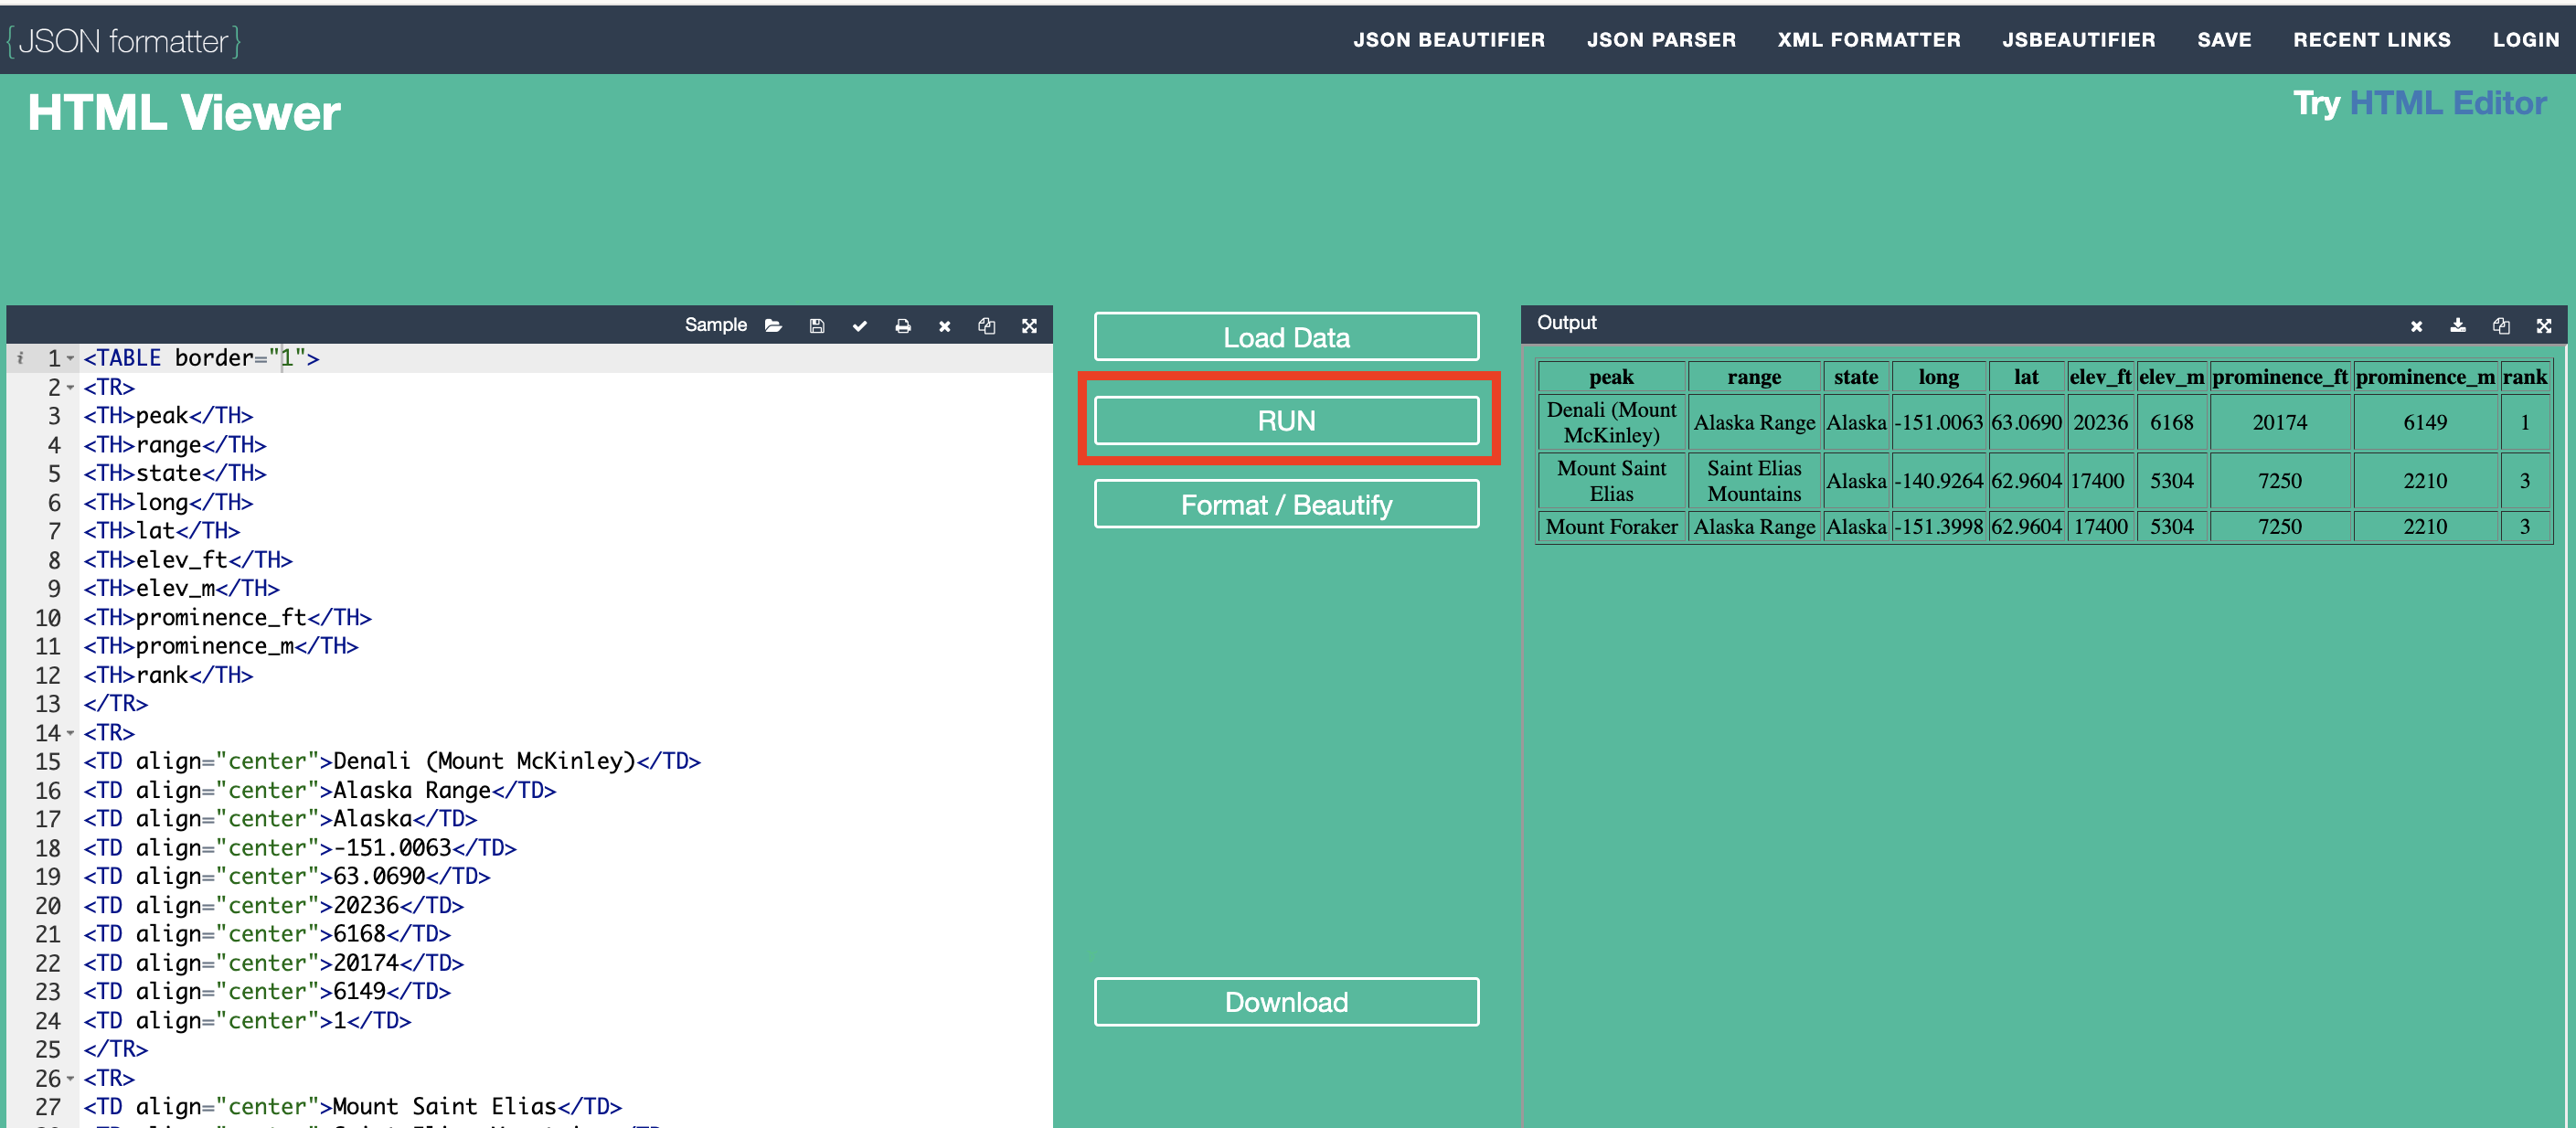 {JSON formatter}
JSON BEAUTIFIER JSON PARSER XML FORMATTER JSBEAUTIFIER SAVE RECENT LINKS LOGIN
HTML Viewer
Try HTML Editor
Sample
1 <TABLE border="1">
2 <TR>
3 <TH>peak</TH>
4 <TH>range</TH>
5 <TH>state</TH>
6 <TH>long</TH>
7 <TH>lat</TH>
8 <TH>elev_ft</TH>
9 <TH>elev_m</TH>
10 <TH>prominence_ft</TH>
11 <TH>prominence_m</TH>
12 <TH>rank</TH>
13 </TR>
14 <TR>
15 <TD align="center">Denali (Mount McKinley)</TD>
16 <TD align="center">Alaska Range</TD>
17 <TD align="center">Alaska</TD>
18 <TD align="center">-151.0063</TD>
19 <TD align="center">63.0690</TD>
20 <TD align="center">20236</TD>
21 <TD align="center">6168</TD>
22 <TD align="center">20174</TD>
23 <TD align="center">6149</TD>
24 <TD align="center">1</TD>
25 </TR>
26 <TR>
27 <TD align="center">Mount Saint Elias</TD>
Load Data
RUN
Format / Beautify
Download
Output
peak range state long lat elev_ft elev_m prominence_ft prominence_m rank
Denali (Mount McKinley) Alaska Range Alaska -151.0063 63.0690 20236 6168 20174 6149 1
Mount Saint Elias Saint Elias Mountains Alaska -140.9264 62.9604 17400 5304 7250 2210 3
Mount Foraker Alaska Range Alaska -151.3998 62.9604 17400 5304 7250 2210 3